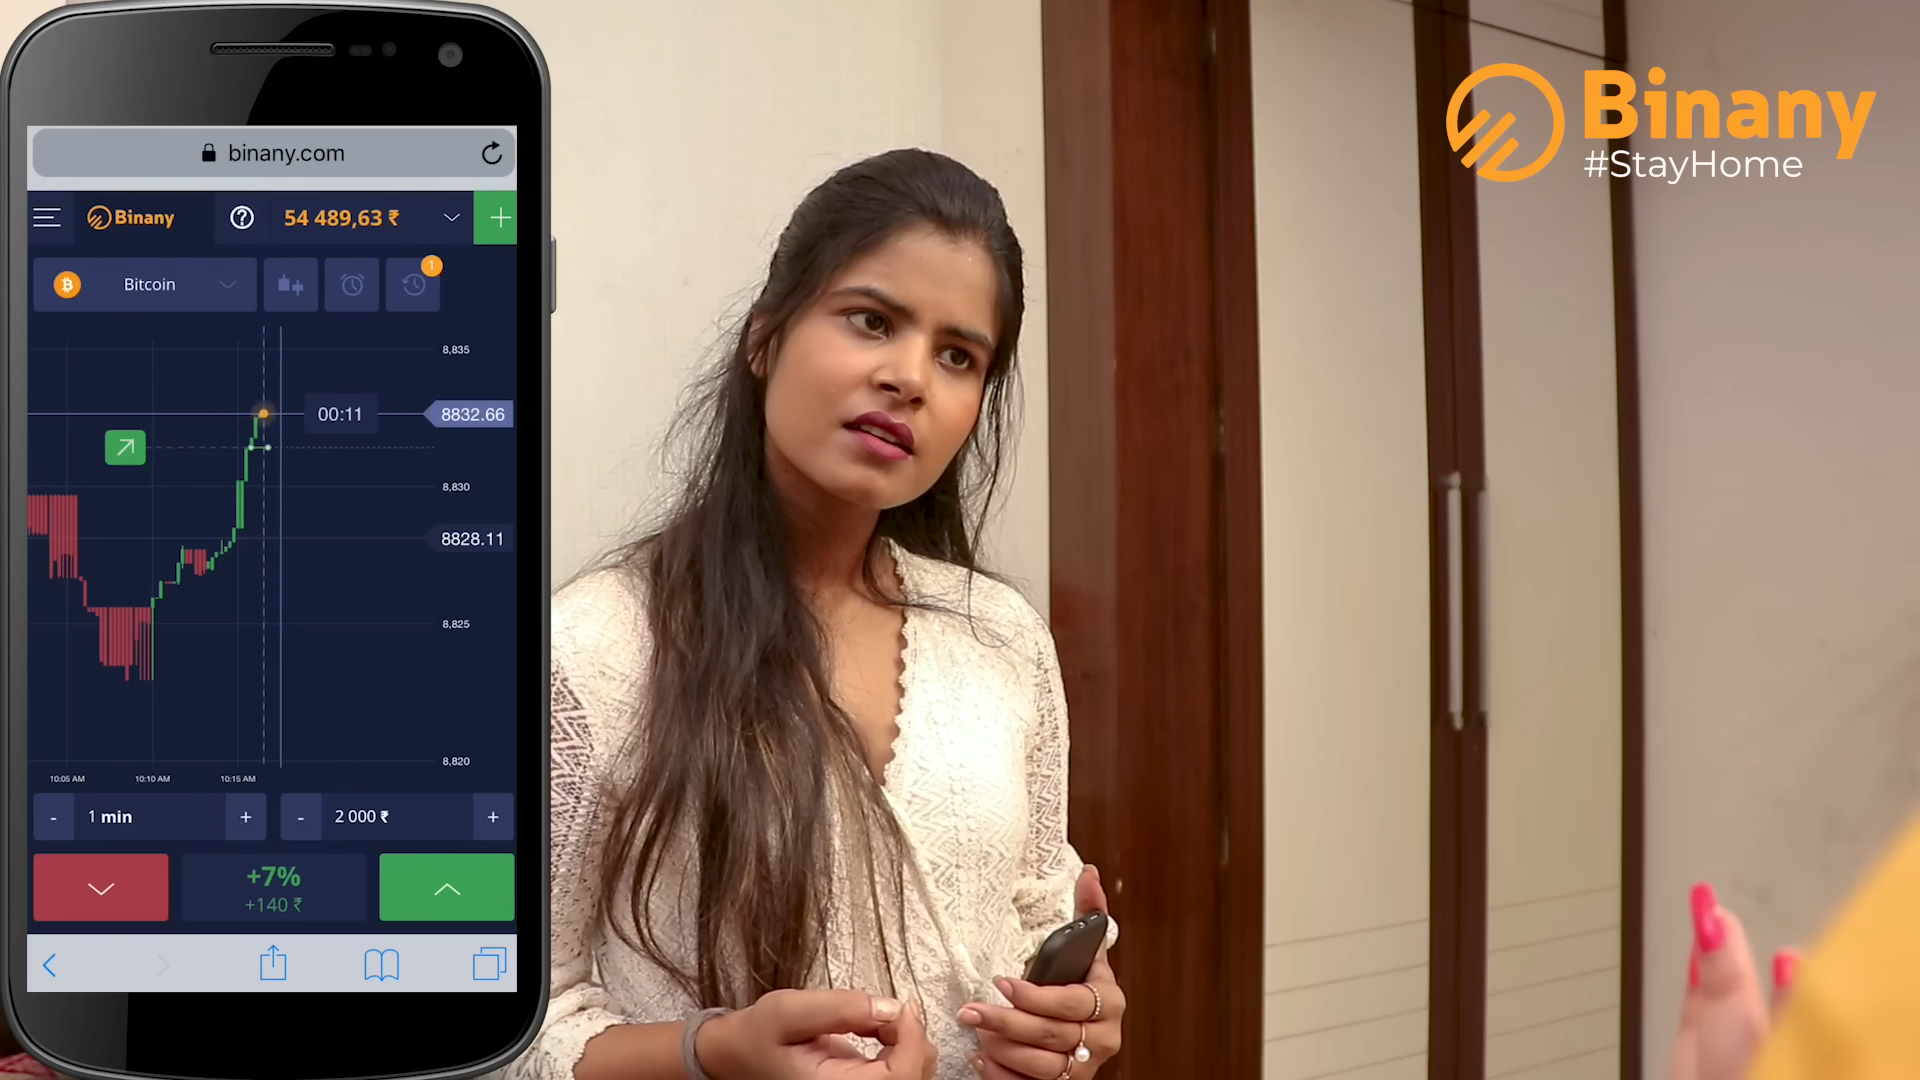 binany.com
Binany
54 489,63 ₹
1
Bitcoin
8,835
00:11
8832.66
8,830
8828.11
8,825
8,820
10:05 AM 10:10 AM 10:15 AM
- 1 min + - 2 000 ₹ +
+7%
+140 ₹
Binany
#StayHome